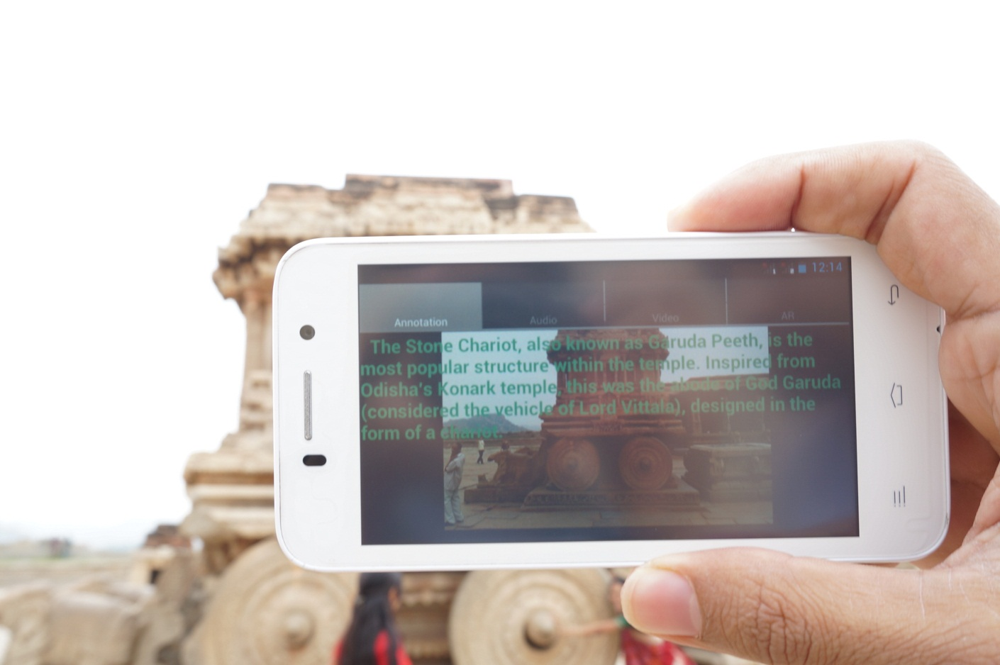 12:14
Annotation Audio Video AR
The Stone Chariot, also known as Garuda Peeth, is the
most popular structure within the temple. Inspired from
Odisha's Konark temple, this was the abode of God Garuda
(considered the vehicle of Lord Vittala), designed in the
form of a chariot.